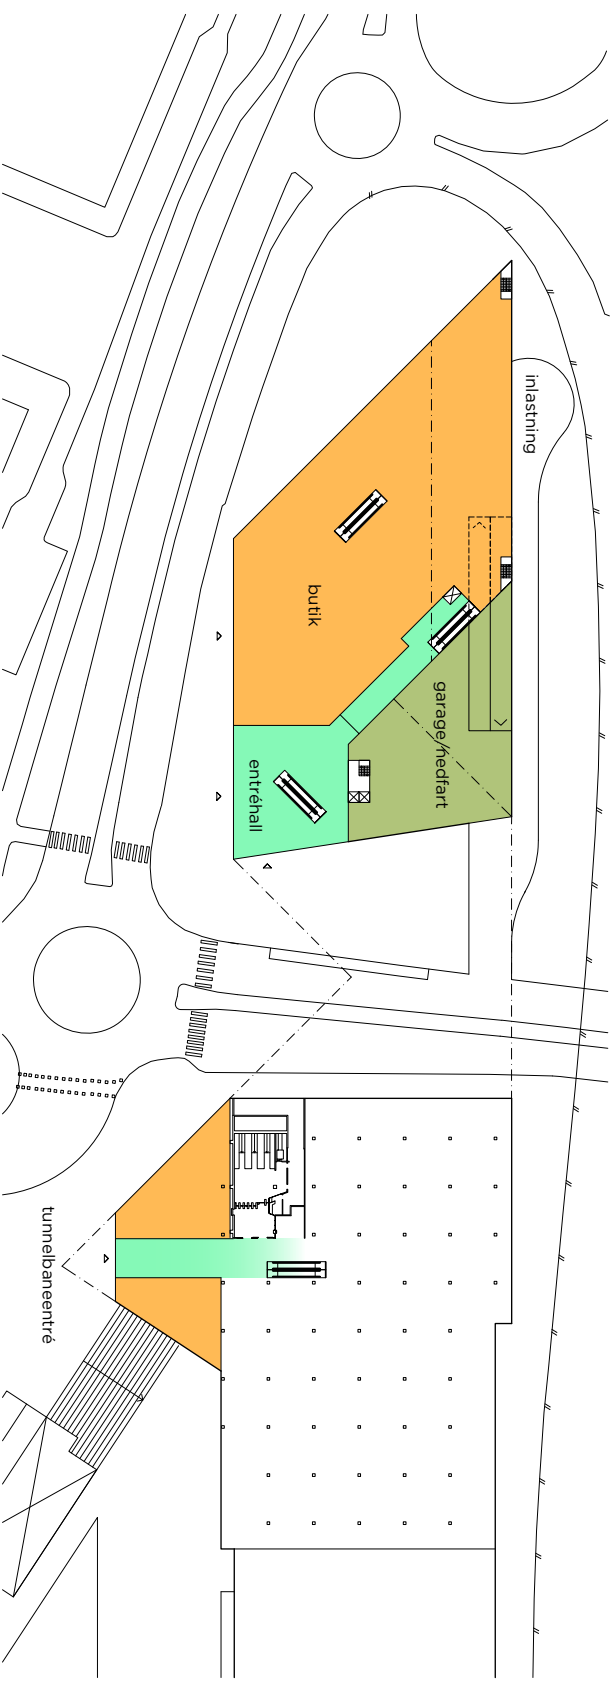 inlastning
butik
garage/nedfart
entréhall
tunnelbaneentré